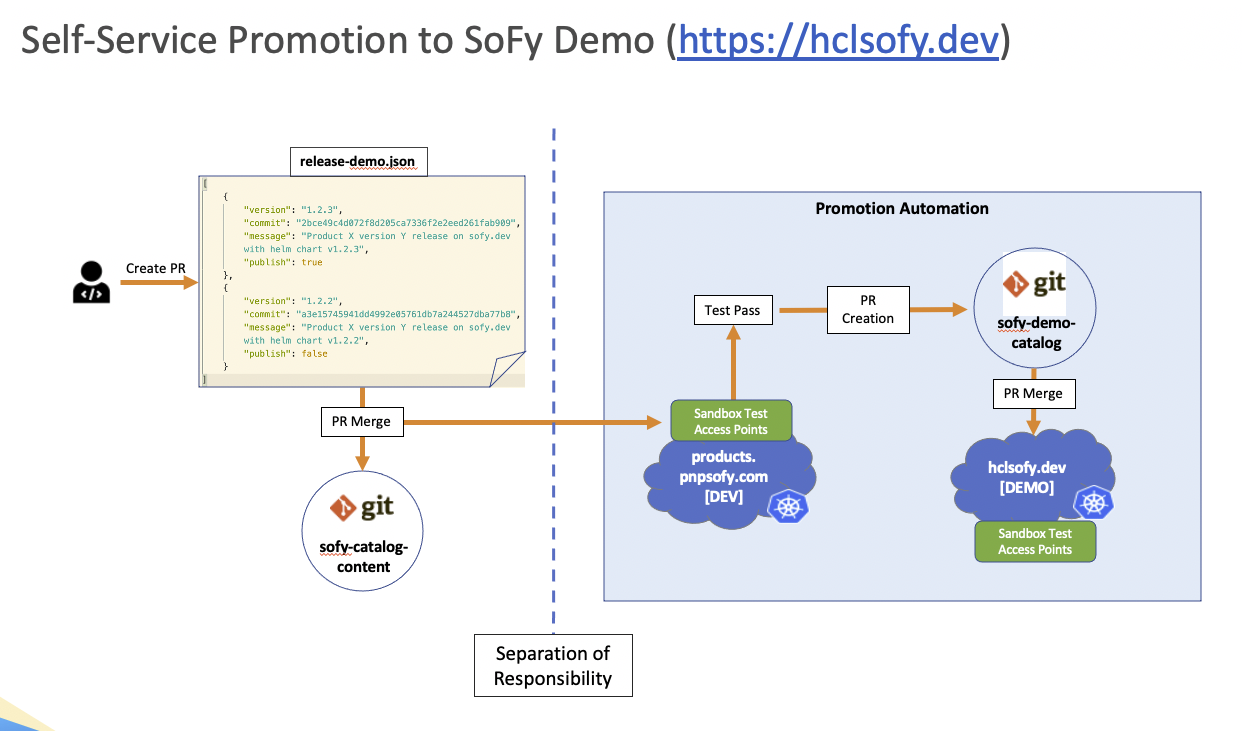 Self-Service Promotion to SoFy Demo (https://hclsofy.dev)
release-demo.json
[
{
"version": "1.2.3",
"commit": "2bce49c4d072f8d205ca7336f2e2eed261fab909",
"message": "Product X version Y release on sofy.dev
with helm chart v1.2.3",
"publish": true
},
{
"version": "1.2.2",
"commit": "a3e15745941dd4992e05761db7a244527dba77b8",
"message": "Product X version Y release on sofy.dev
with helm chart v1.2.2",
"publish": false
}
]
Create PR
PR Merge
git
sofy-catalog-
content
Separation of
Responsibility
Promotion Automation
Test Pass
PR
Creation
git
sofy-demo-
catalog
PR Merge
Sandbox Test
Access Points
products.
pnpsofy.com
[DEV]
hclsofy.dev
[DEMO]
Sandbox Test
Access Points